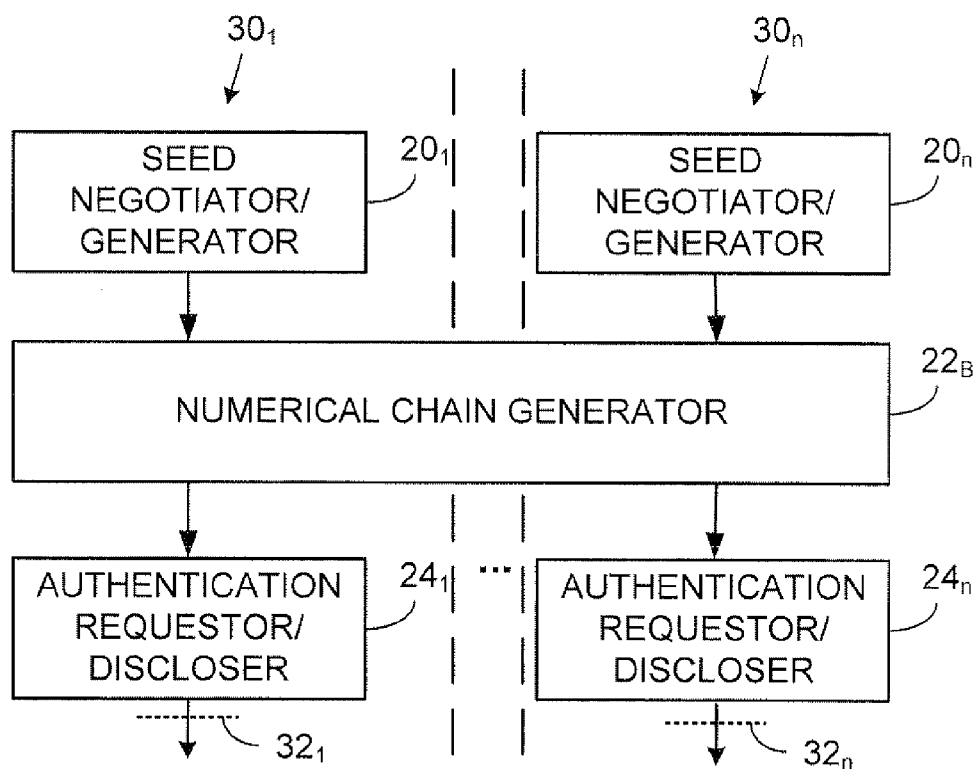 30₁
30ₙ
SEED
NEGOTIATOR/
GENERATOR
20₁
SEED
NEGOTIATOR/
GENERATOR
20ₙ
NUMERICAL CHAIN GENERATOR
22_B
AUTHENTICATION
REQUESTOR/
DISCLOSER
24₁
...
AUTHENTICATION
REQUESTOR/
DISCLOSER
24ₙ
32₁
32ₙ